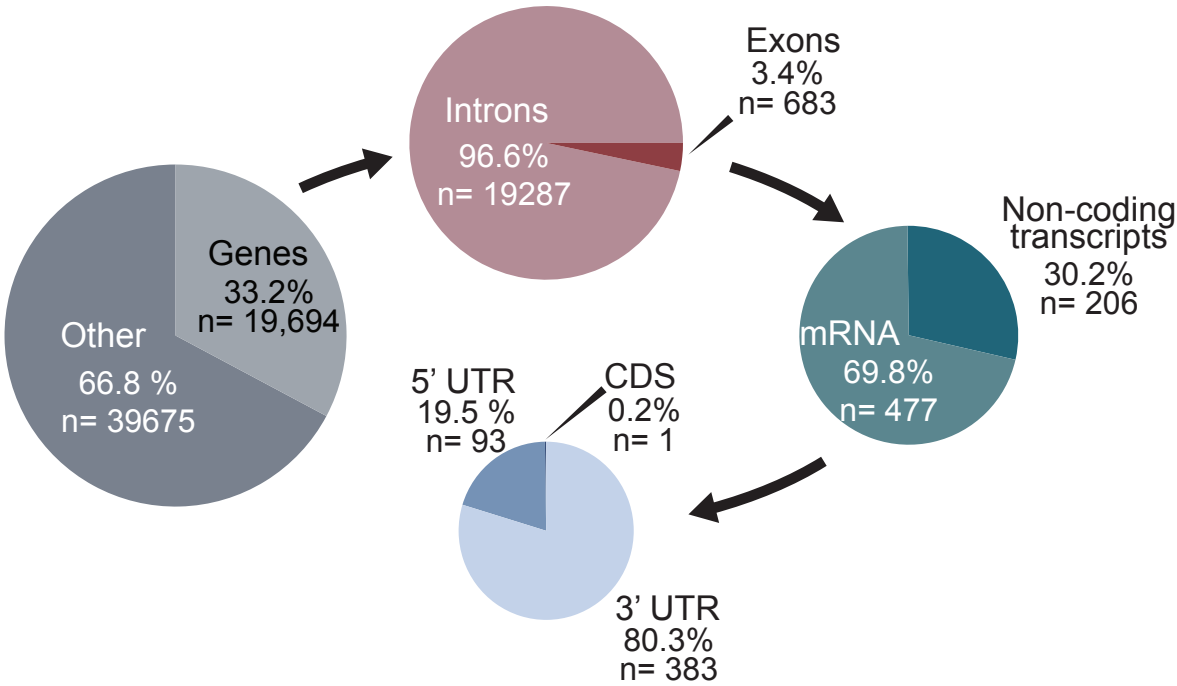 Other
66.8 %
n= 39675
Genes
33.2%
n= 19,694
Introns
96.6%
n= 19287
Exons
3.4%
n= 683
mRNA
69.8%
n= 477
Non-coding
transcripts
30.2%
n= 206
5’ UTR
19.5 %
n= 93
CDS
0.2%
n= 1
3’ UTR
80.3%
n= 383